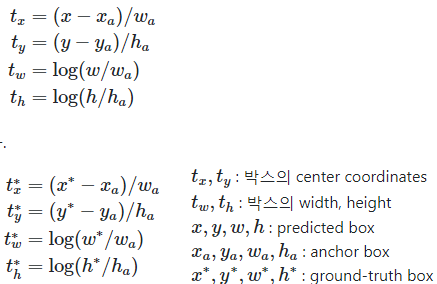 t_x = (x − x_a)/w_a
t_y = (y − y_a)/h_a
t_w = log(w/w_a)
t_h = log(h/h_a)
.
t*_x = (x* − x_a)/w_a
t*_y = (y* − y_a)/h_a
t*_w = log(w*/w_a)
t*_h = log(h*/h_a)
t_x, t_y : 박스의 center coordinates
t_w, t_h : 박스의 width, height
x, y, w, h : predicted box
x_a, y_a, w_a, h_a : anchor box
x*, y*, w*, h* : ground-truth box